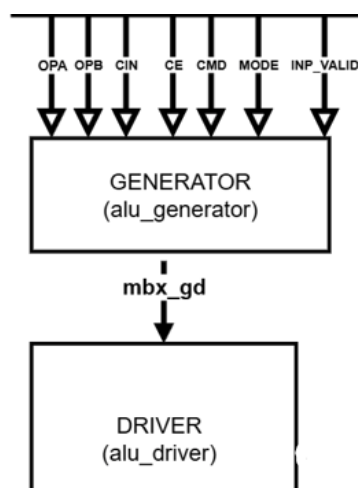 OPA OPB CIN CE CMD MODE INP_VALID
GENERATOR
(alu_generator)
mbx_gd
DRIVER
(alu_driver)